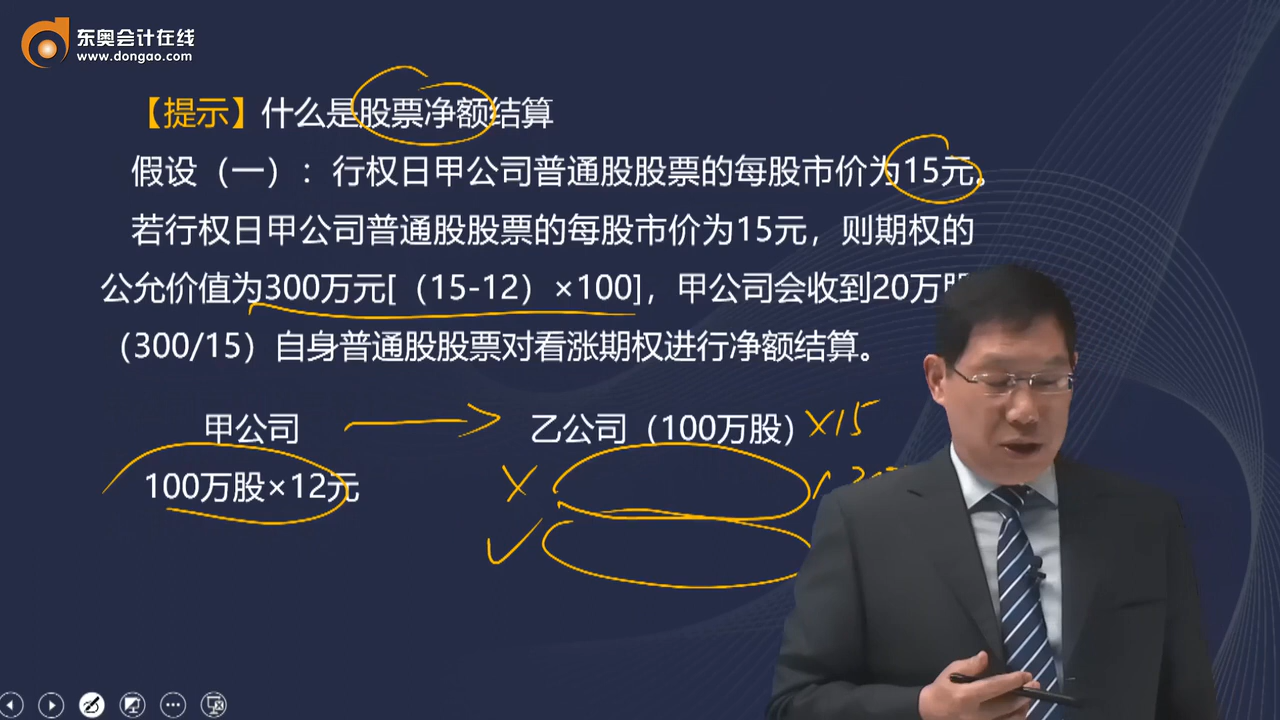 东奥会计在线
www.dongao.com
【提示】什么是股票净额结算
假设（一）：行权日甲公司普通股股票的每股市价为15元。
若行权日甲公司普通股股票的每股市价为15元，则期权的
公允价值为300万元[（15-12）×100]，甲公司会收到20万股
（300/15）自身普通股股票对看涨期权进行净额结算。
甲公司
乙公司（100万股）×15
100万股×12元